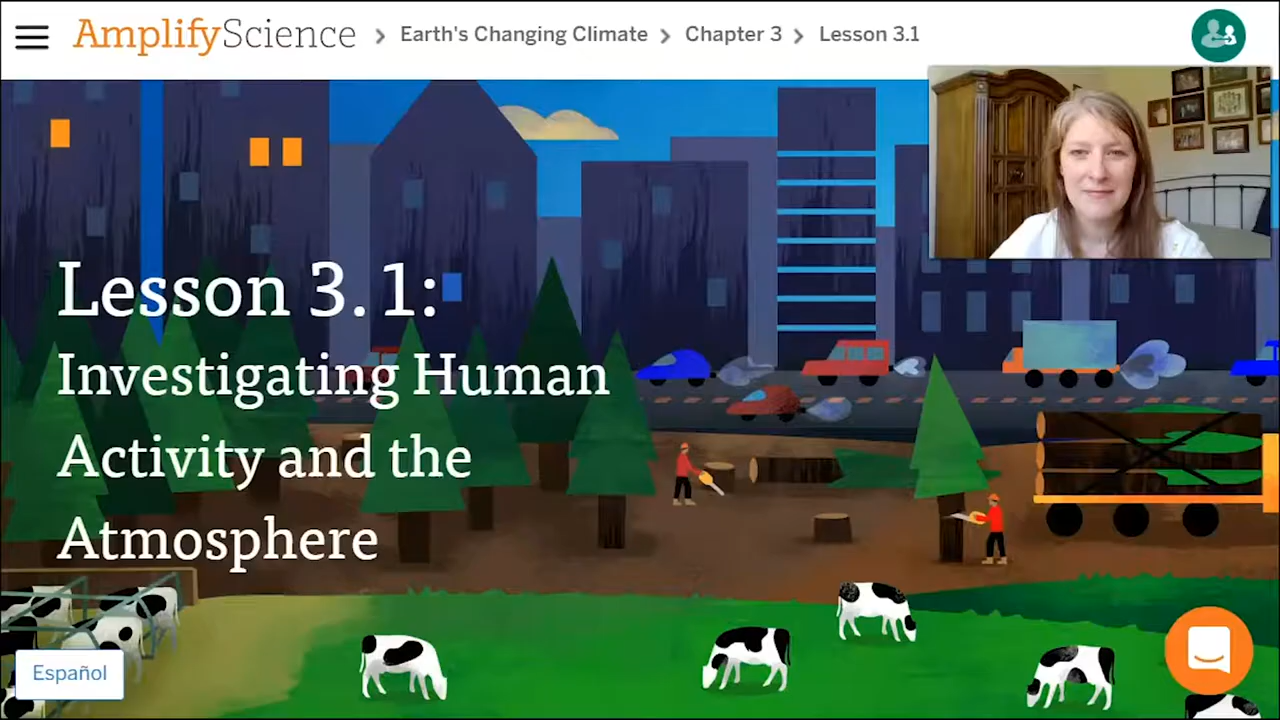 AmplifyScience > Earth's Changing Climate > Chapter 3 > Lesson 3.1
Lesson 3.1:
Investigating Human
Activity and the
Atmosphere
Español